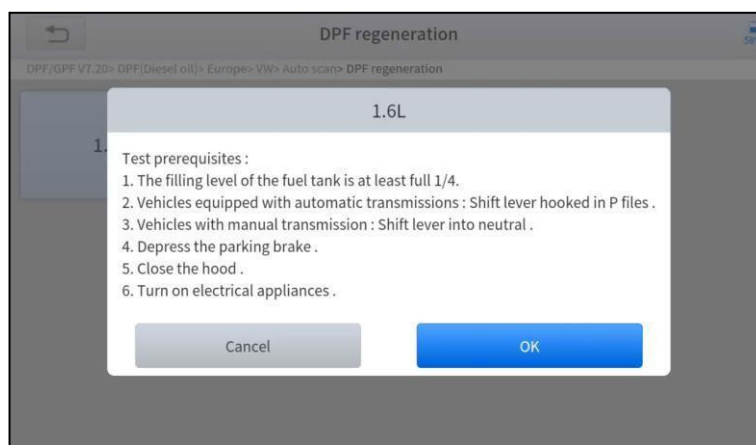 DPF regeneration
DPF/GPF V7.20> DPF(Diesel oil)> Europe> VW> Auto scan> DPF regeneration
1.6L
1.
Test prerequisites :
1. The filling level of the fuel tank is at least full 1/4.
2. Vehicles equipped with automatic transmissions : Shift lever hooked in P files .
3. Vehicles with manual transmission : Shift lever into neutral .
4. Depress the parking brake .
5. Close the hood .
6. Turn on electrical appliances .
Cancel
OK